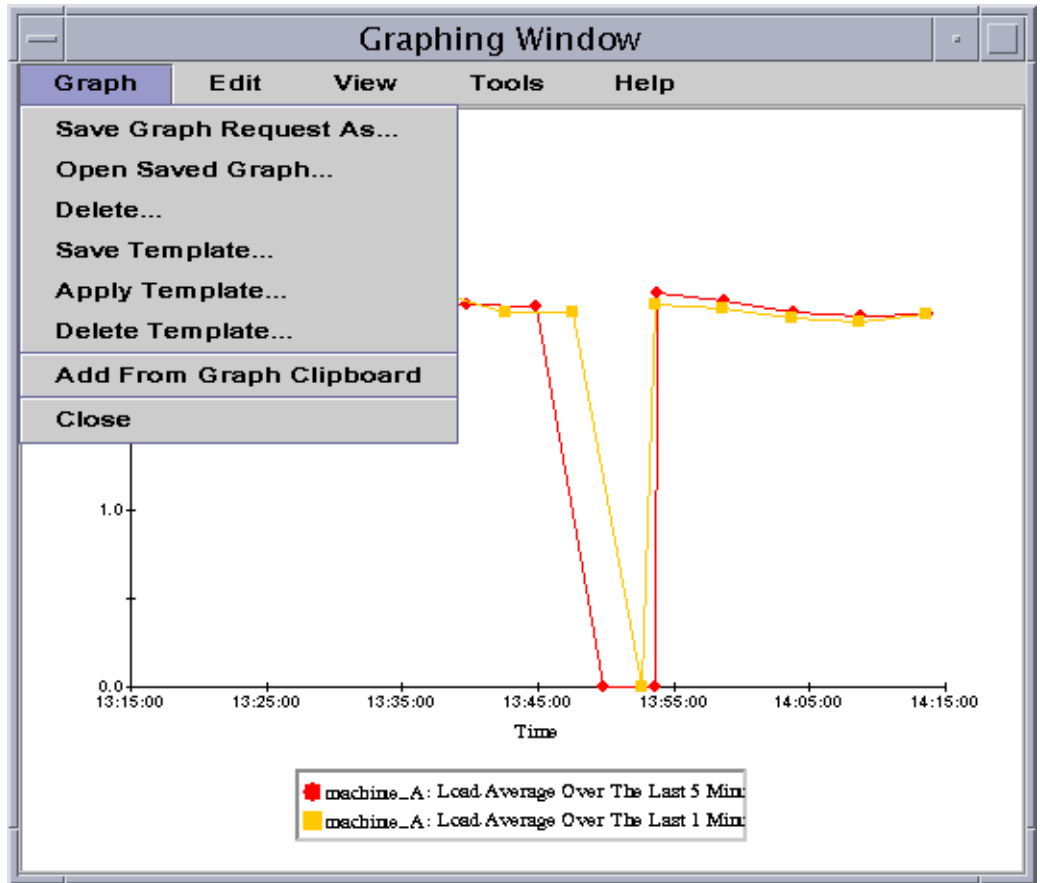 Graphing Window
Graph Edit View Tools Help
Save Graph Request As...
Open Saved Graph...
Delete...
Save Template...
Apply Template...
Delete Template...
Add From Graph Clipboard
Close
1.0
0.0
13:15:00 13:25:00 13:35:00 13:45:00 13:55:00 14:05:00 14:15:00
Time
machine_A: Load Average Over The Last 5 Min
machine_A: Load Average Over The Last 1 Min